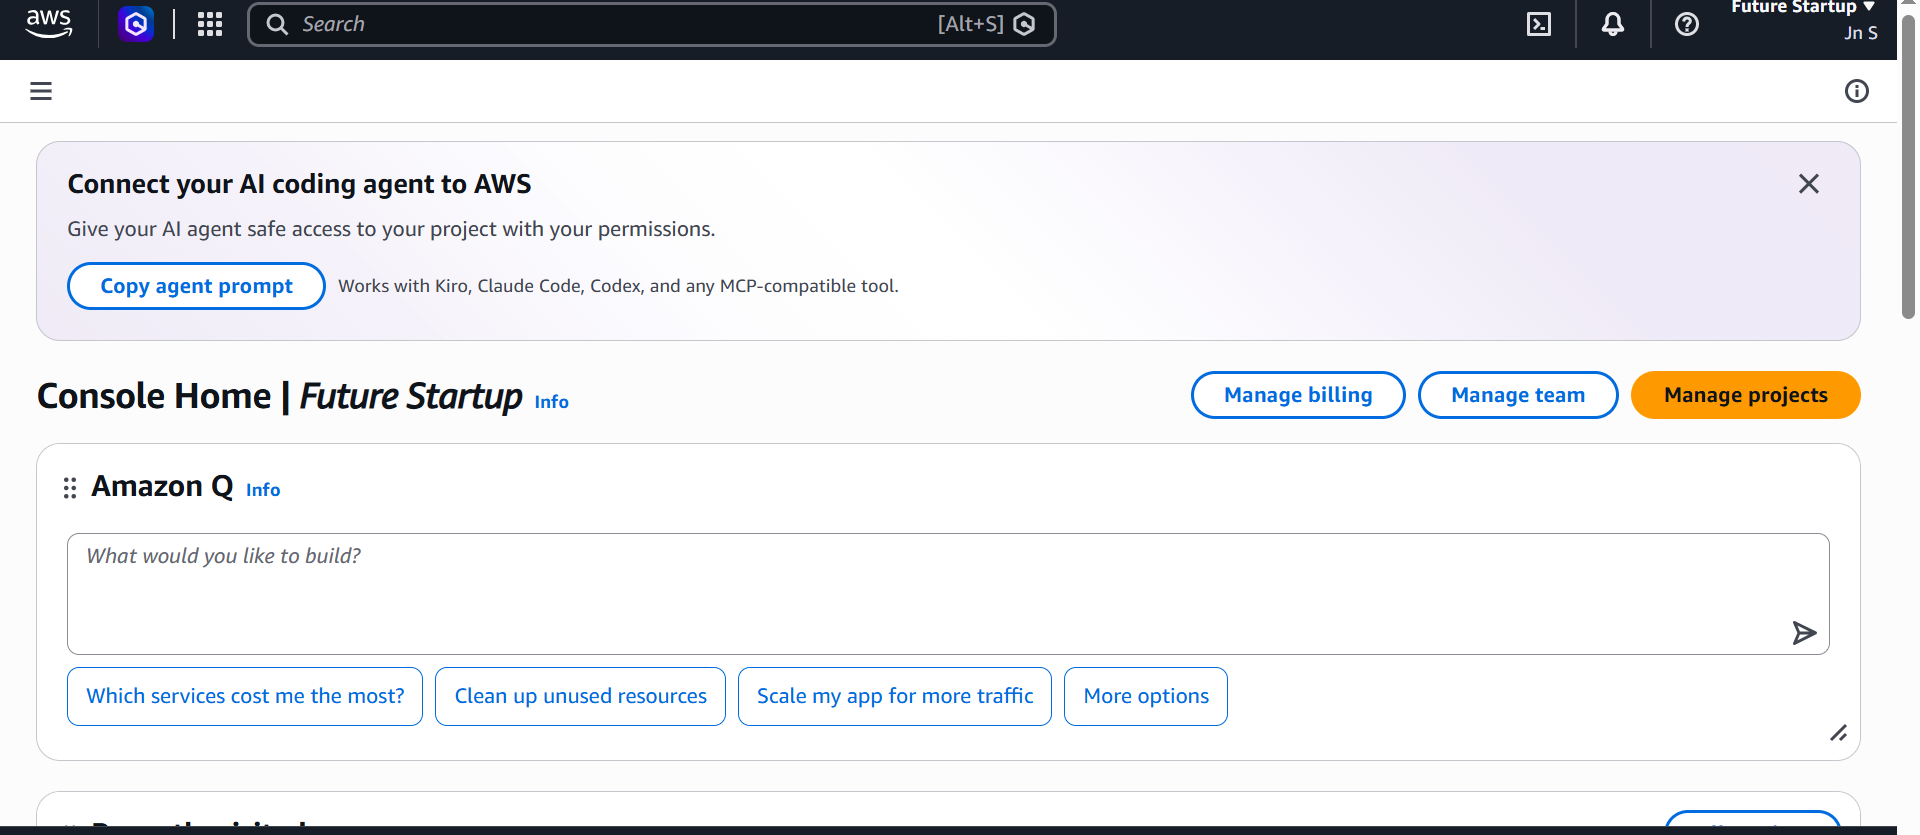 aws
Search [Alt+S]
Future Startup
Jn S
Connect your AI coding agent to AWS
Give your AI agent safe access to your project with your permissions.
Copy agent prompt Works with Kiro, Claude Code, Codex, and any MCP-compatible tool.
Console Home | Future Startup Info Manage billing Manage team Manage projects
Amazon Q Info
What would you like to build?
Which services cost me the most? Clean up unused resources Scale my app for more traffic More options